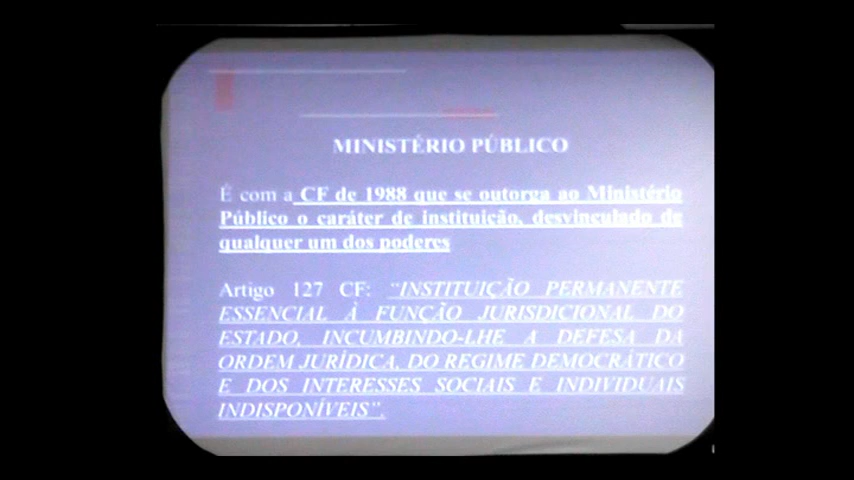 MINISTÉRIO PÚBLICO
É com a CF de 1988 que se outorga ao Ministério
Público o caráter de instituição, desvinculado de
qualquer um dos poderes
Artigo 127 CF: “INSTITUIÇÃO PERMANENTE
ESSENCIAL À FUNÇÃO JURISDICIONAL DO
ESTADO, INCUMBINDO-LHE A DEFESA DA
ORDEM JURÍDICA, DO REGIME DEMOCRÁTICO
E DOS INTERESSES SOCIAIS E INDIVIDUAIS
INDISPONÍVEIS”.